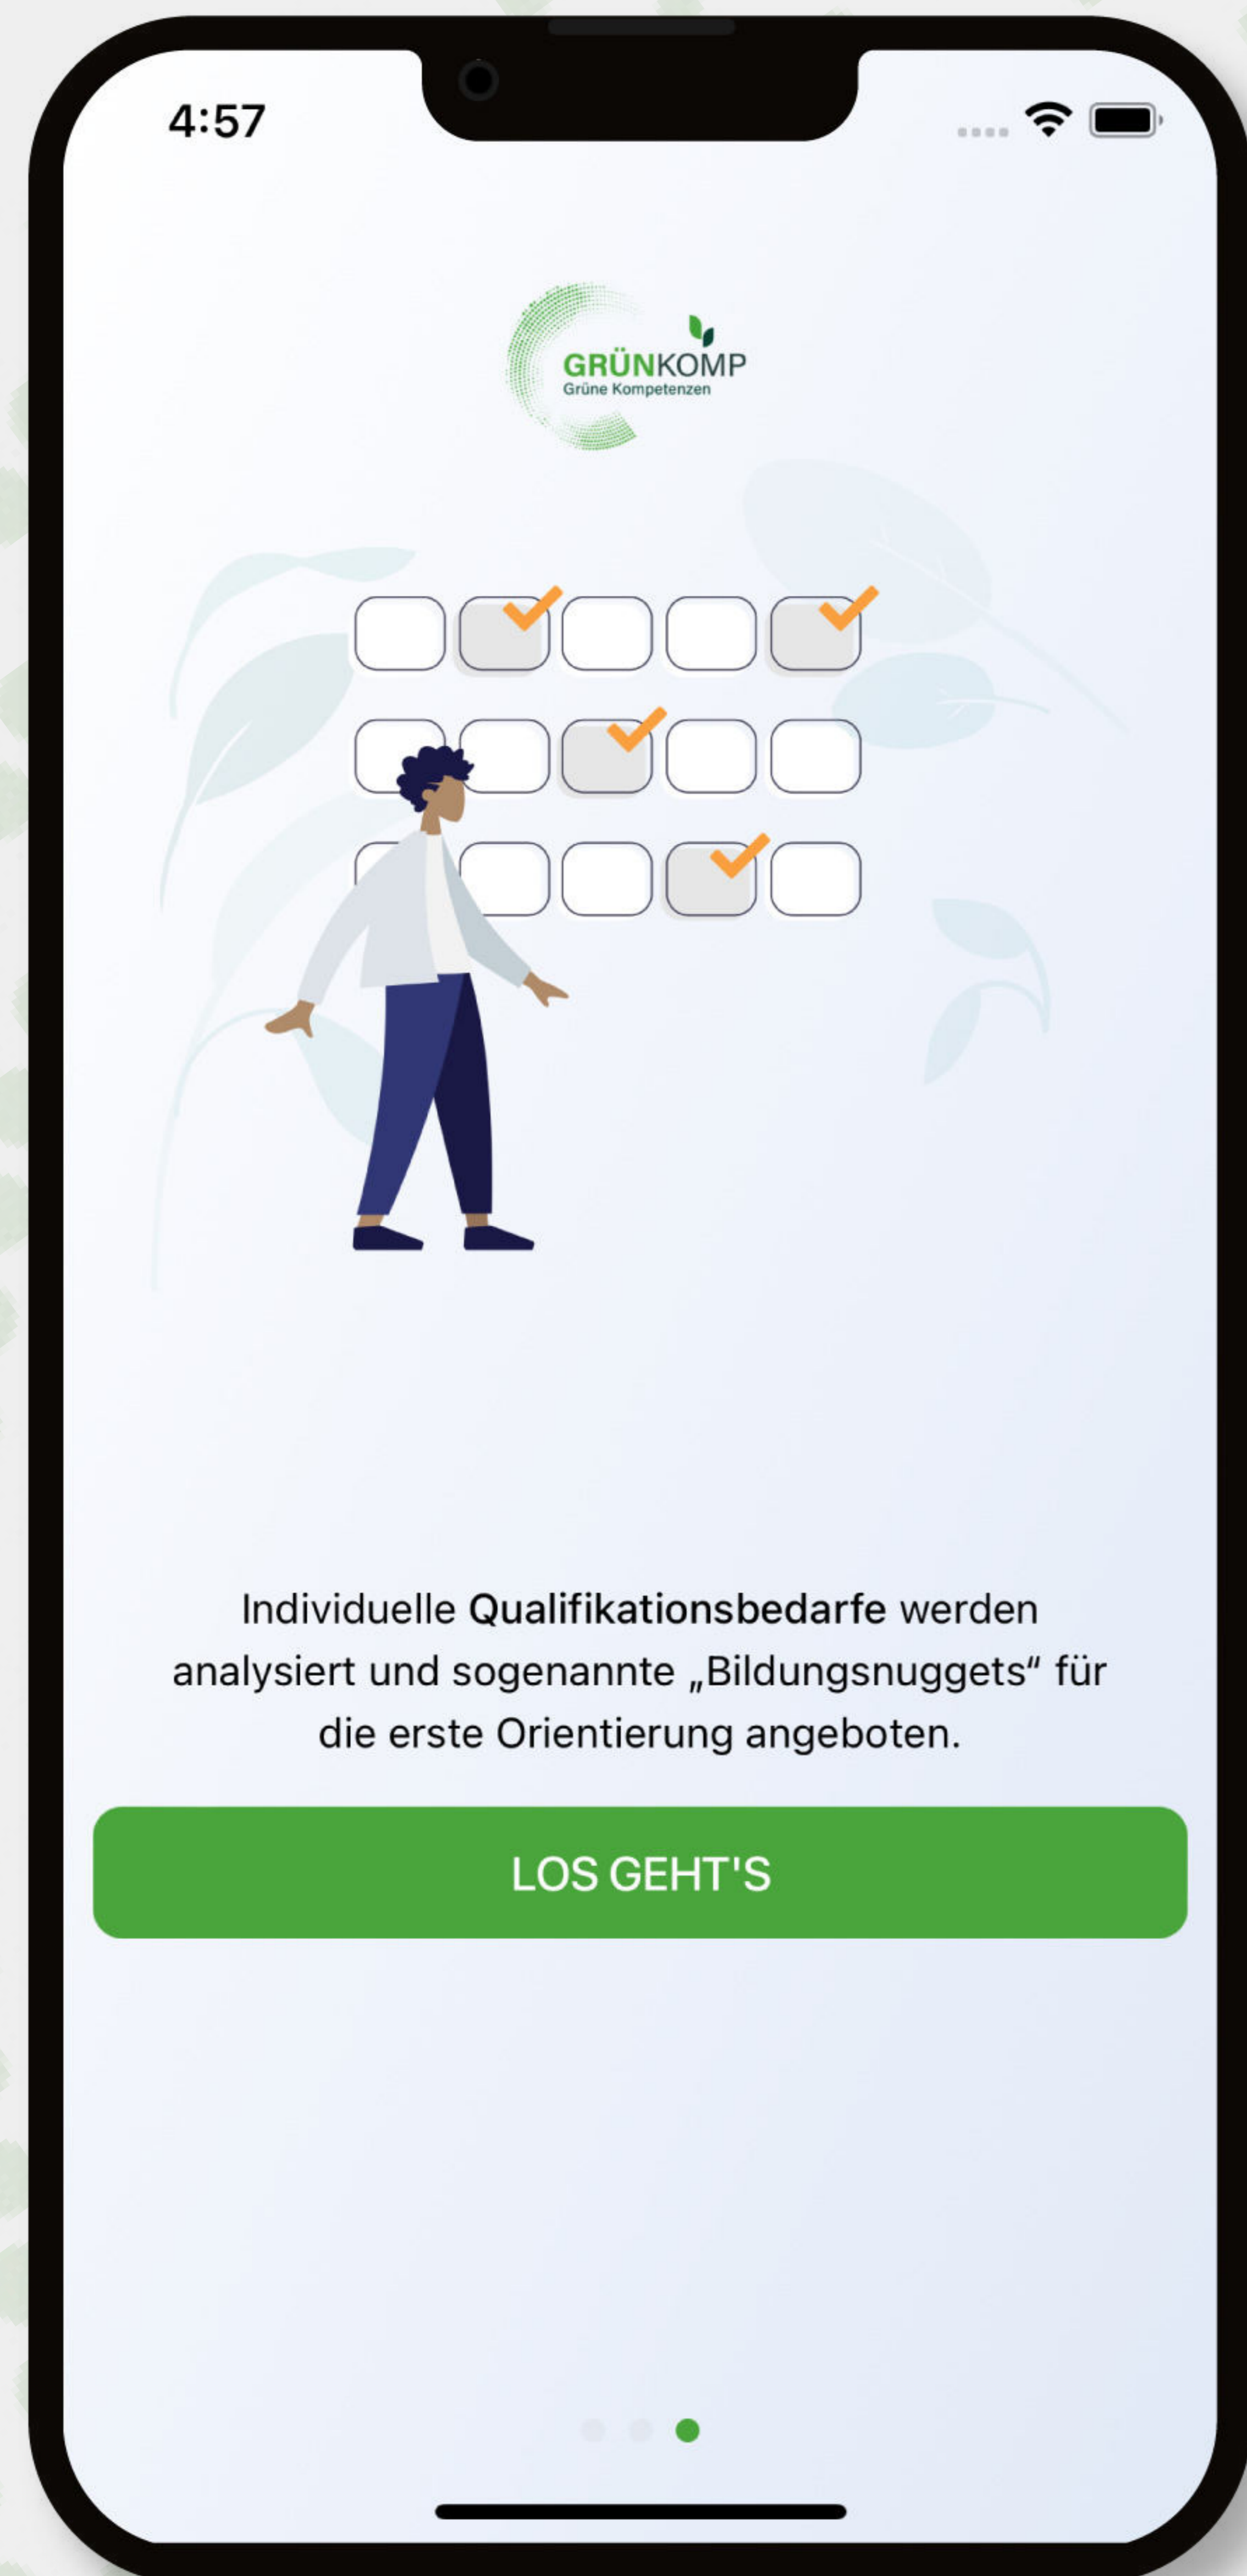 4:57
GRÜNKOMP
Grüne Kompetenzen
Individuelle Qualifikationsbedarfe werden
analysiert und sogenannte „Bildungsnuggets“ für
die erste Orientierung angeboten.
LOS GEHT'S